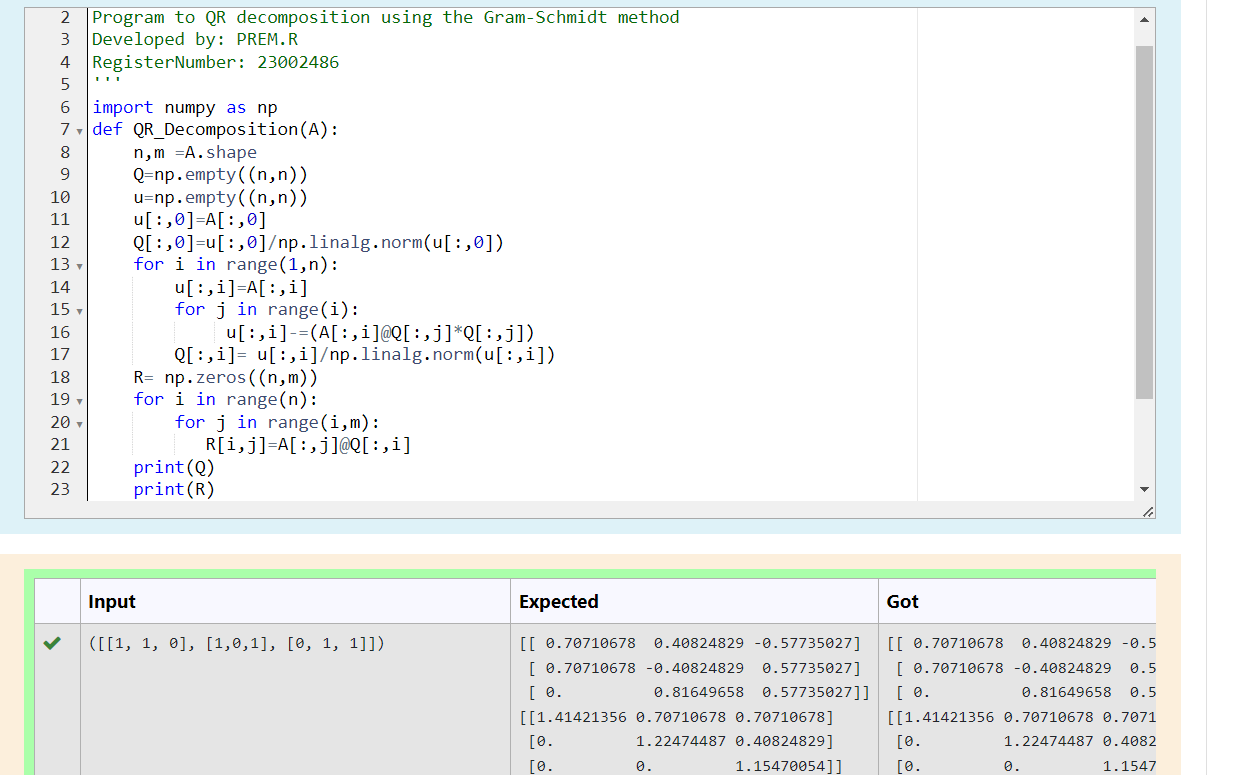 2 Program to QR decomposition using the Gram-Schmidt method
3 Developed by: PREM.R
4 RegisterNumber: 23002486
5 '''
6 import numpy as np
7 def QR_Decomposition(A):
8     n,m =A.shape
9     Q=np.empty((n,n))
10     u=np.empty((n,n))
11     u[:,0]=A[:,0]
12     Q[:,0]=u[:,0]/np.linalg.norm(u[:,0])
13     for i in range(1,n):
14         u[:,i]=A[:,i]
15         for j in range(i):
16              u[:,i]-=(A[:,i]@Q[:,j]*Q[:,j])
17         Q[:,i]= u[:,i]/np.linalg.norm(u[:,i])
18     R= np.zeros((n,m))
19     for i in range(n):
20         for j in range(i,m):
21            R[i,j]=A[:,j]@Q[:,i]
22     print(Q)
23     print(R)
Input Expected Got
([[1, 1, 0], [1,0,1], [0, 1, 1]]) [[ 0.70710678  0.40824829 -0.57735027] [[ 0.70710678  0.40824829 -0.5
[ 0.70710678 -0.40824829  0.57735027] [ 0.70710678 -0.40824829  0.5
[ 0.          0.81649658  0.57735027]] [ 0.          0.81649658  0.5
[[1.41421356 0.70710678 0.70710678] [[1.41421356 0.70710678 0.7071
[0.         1.22474487 0.40824829] [0.         1.22474487 0.4082
[0.         0.         1.15470054]] [0.         0.         1.1547